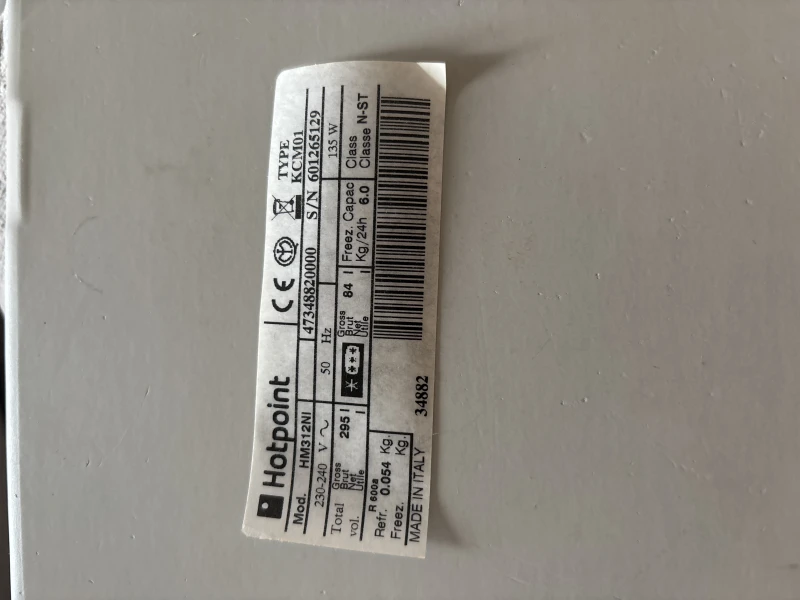 Hotpoint
TYPE
KCM01
Mod. HM312NI
47348820000
S/N 601265129
230-240 V ~
50 Hz
135 W
Total
vol.
Gross
Brut
Net
Utile
295 l
l
Gross
Brut
Net
Utile
84 l
l
Freez. Capac
Kg/24h 6.0
Class
Classe N-ST
R 600a
Refr. 0.054 Kg.
Freez. Kg.
MADE IN ITALY
34882